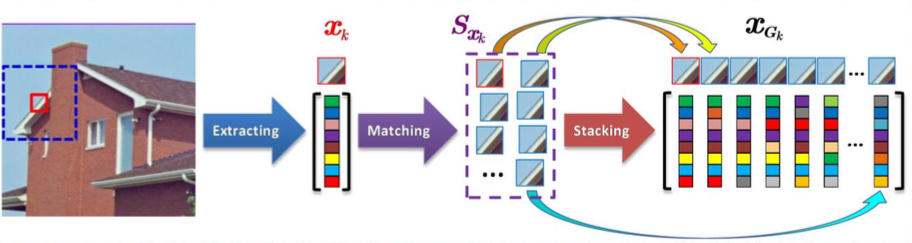 x_k S_{x_k} x_{G_k}
Extracting Matching Stacking
...
...
...